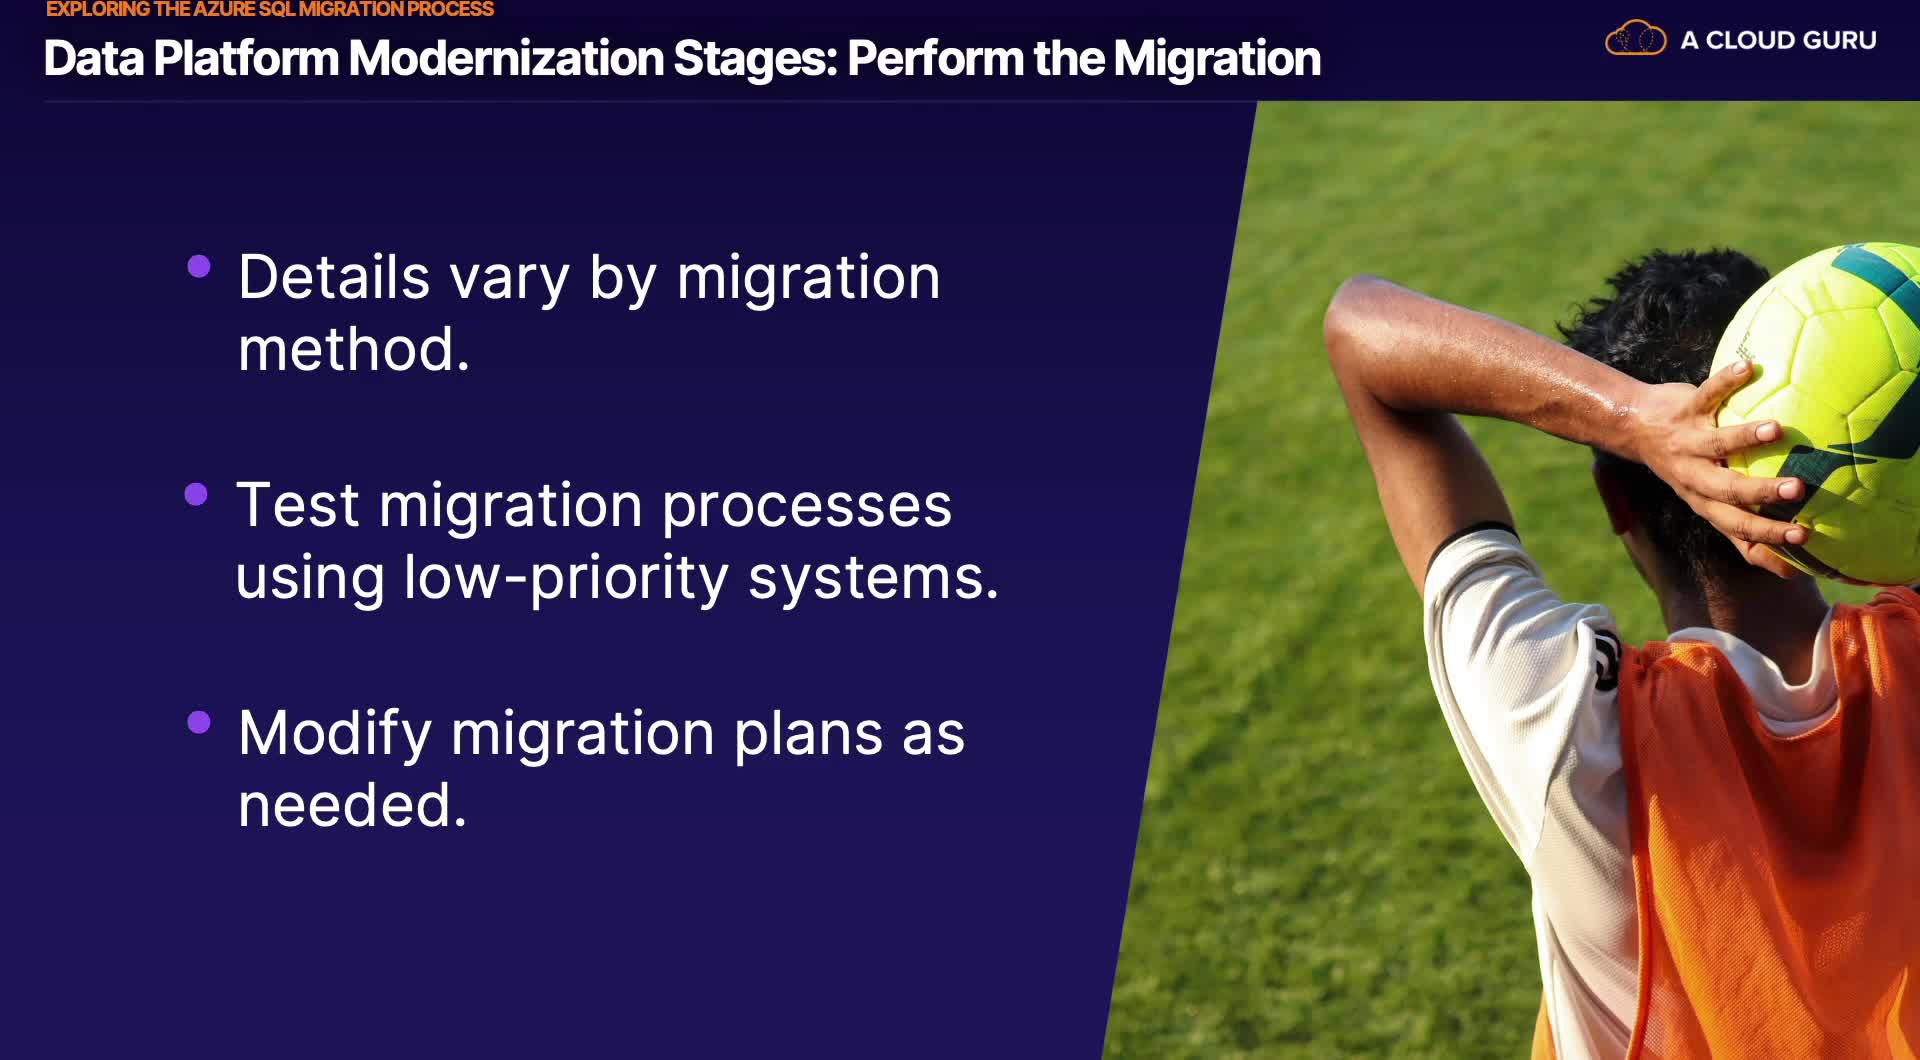 EXPLORING THE AZURE SQL MIGRATION PROCESS
Data Platform Modernization Stages: Perform the Migration
A CLOUD GURU
• Details vary by migration
method.
• Test migration processes
using low-priority systems.
• Modify migration plans as
needed.